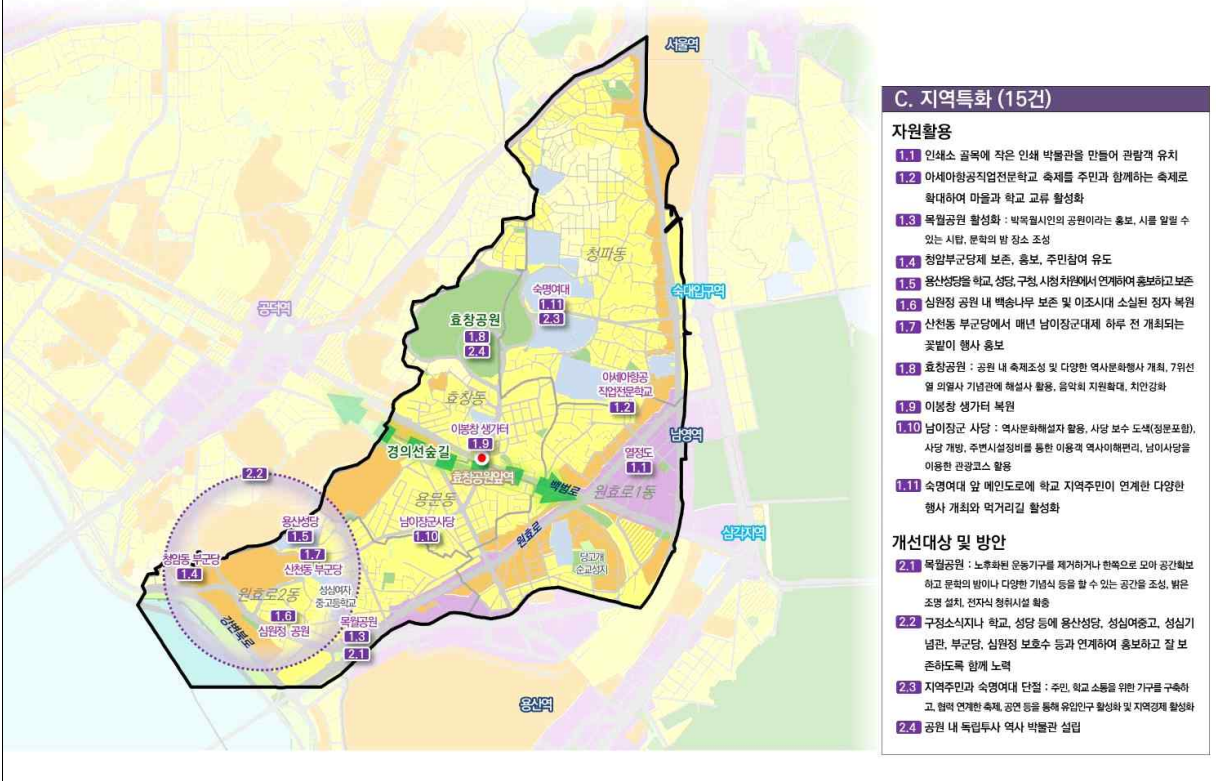 서울역
청파동
숙명여대
1.11
2.3
숙대입구역
공덕역
효창공원
1.8
2.4
아세아항공
직업전문학교
1.2
효창동
이봉창 생가터
1.9
남영역
경의선숲길
효창공원앞역
열정도
1.1
백범로
원효로1동
2.2
용문동
용산성당
1.5
남이장군사당
1.10
원효로
삼각지역
청암동 부군당
1.4
1.7
산천동 부군당
당고개
순교성지
성심여자
중고등학교
원효로2동
1.6
심원정 공원
목월공원
1.3
2.1
강변북로
용산역
C. 지역특화 (15건)
자원활용
1.1 인쇄소 골목에 작은 인쇄 박물관을 만들어 관람객 유치
1.2 아세아항공직업전문학교 축제를 주민과 함께하는 축제로
확대하여 마을과 학교 교류 활성화
1.3 목월공원 활성화 : 박목월시인의 공원이라는 홍보, 시를 알릴 수
있는 시탑, 문학의 밤 장소 조성
1.4 청암부군당제 보존, 홍보, 주민참여 유도
1.5 용산성당을 학교, 성당, 구청, 시청 차원에서 연계하여 홍보하고 보존
1.6 심원정 공원 내 백송나무 보존 및 이조시대 소실된 정자 복원
1.7 산천동 부군당에서 매년 남이장군대제 하루 전 개최되는
꽃받이 행사 홍보
1.8 효창공원 : 공원 내 축제조성 및 다양한 역사문화행사 개최, 7위선
열 의열사 기념관에 해설사 활용, 음악회 지원확대, 치안강화
1.9 이봉창 생가터 복원
1.10 남이장군 사당 : 역사문화해설자 활용, 사당 보수 도색(정문포함),
사당 개방, 주변시설정비를 통한 이용객 역사이해편리, 남이사당을
이용한 관광코스 활용
1.11 숙명여대 앞 메인도로에 학교 지역주민이 연계한 다양한
행사 개최와 먹거리길 활성화
개선대상 및 방안
2.1 목월공원 : 노후화된 운동기구를 제거하거나 한쪽으로 모아 공간확보
하고 문학의 밤이나 다양한 기념식 등을 할 수 있는 공간을 조성, 밝은
조명 설치, 전자식 청취시설 확충
2.2 구정소식지나 학교, 성당 등에 용산성당, 성심여중고, 성심기
념관, 부군당, 심원정 보호수 등과 연계하여 홍보하고 잘 보
존하도록 함께 노력
2.3 지역주민과 숙명여대 단절 : 주민, 학교 소통을 위한 기구를 구축하
고, 협력 연계한 축제, 공연 등을 통해 유입인구 활성화 및 지역경제 활성화
2.4 공원 내 독립투사 역사 박물관 설립